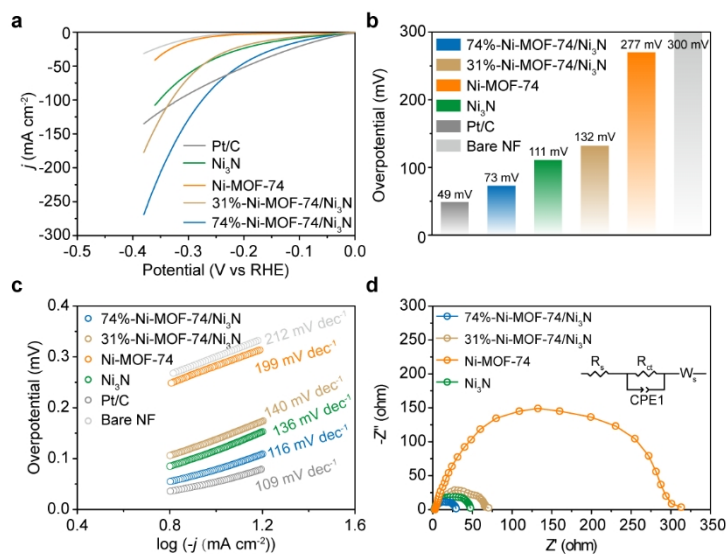 a
0
-50
-100
-150
-200
-250
-300
j (mA cm⁻²)
Pt/C
Ni₃N
Ni-MOF-74
31%-Ni-MOF-74/Ni₃N
74%-Ni-MOF-74/Ni₃N
-0.5 -0.4 -0.3 -0.2 -0.1 0.0
Potential (V vs RHE)
b
300
200
100
0
Overpotential (mV)
74%-Ni-MOF-74/Ni₃N
31%-Ni-MOF-74/Ni₃N
Ni-MOF-74
Ni₃N
Pt/C
Bare NF
49 mV
73 mV
111 mV
132 mV
277 mV
300 mV
c
0.4
0.3
0.2
0.1
0.0
Overpotential (mV)
74%-Ni-MOF-74/Ni₃N
31%-Ni-MOF-74/Ni₃N
Ni-MOF-74
Ni₃N
Pt/C
Bare NF
212 mV dec⁻¹
199 mV dec⁻¹
140 mV dec⁻¹
136 mV dec⁻¹
116 mV dec⁻¹
109 mV dec⁻¹
0.4 0.8 1.2 1.6
log (-j (mA cm⁻²))
d
300
250
200
150
100
50
0
-Z'' (ohm)
74%-Ni-MOF-74/Ni₃N
31%-Ni-MOF-74/Ni₃N
Ni-MOF-74
Ni₃N
Rₛ
R꜀ₜ
CPE1
Wₛ
0 50 100 150 200 250 300 350
Z' (ohm)